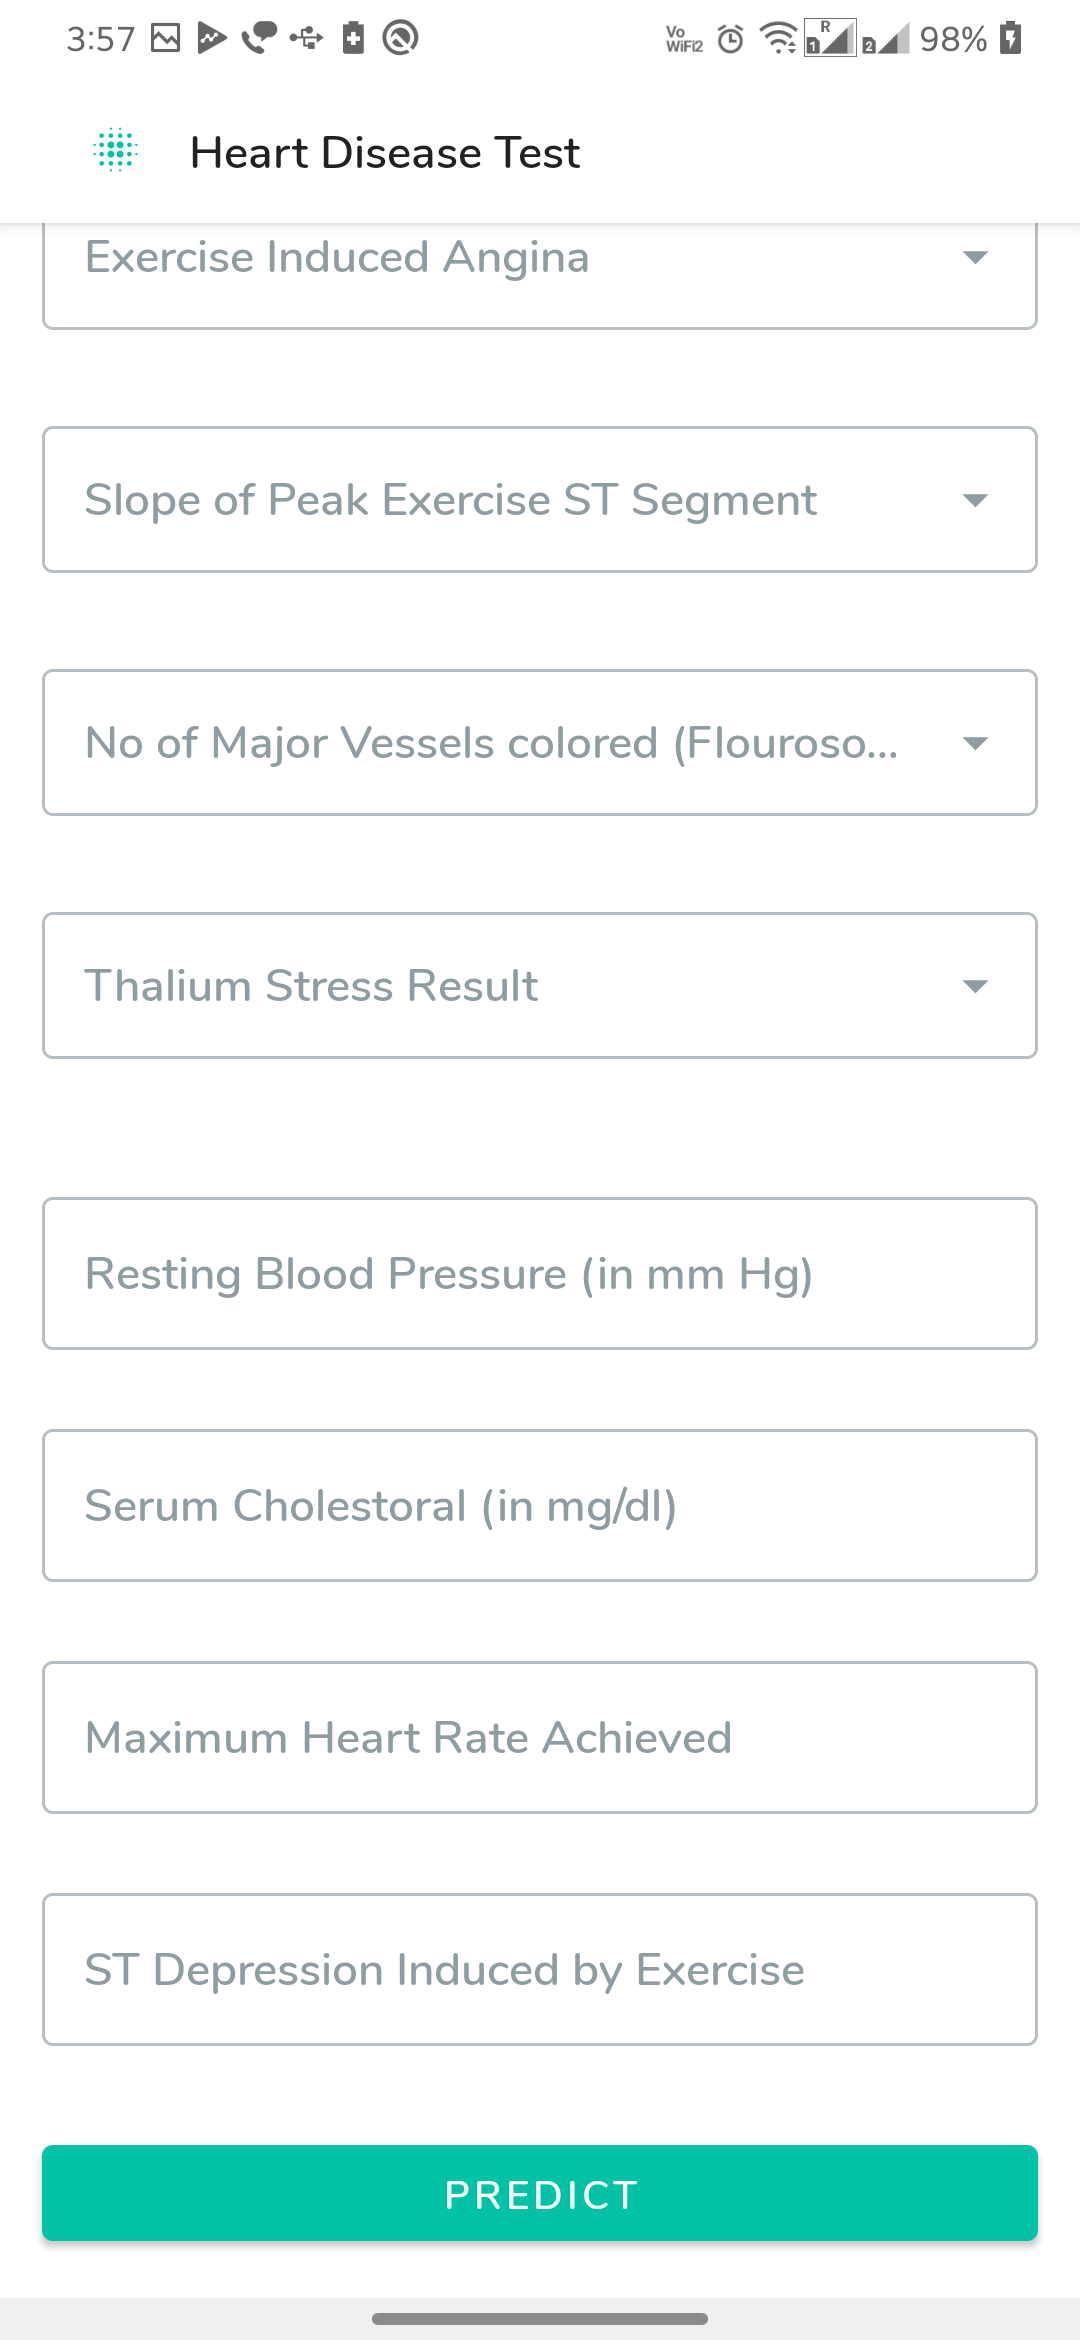 3:57 Vo WiFi2 R 1 2 98%
Heart Disease Test
Exercise Induced Angina
Slope of Peak Exercise ST Segment
No of Major Vessels colored (Flouroso...
Thalium Stress Result
Resting Blood Pressure (in mm Hg)
Serum Cholestoral (in mg/dl)
Maximum Heart Rate Achieved
ST Depression Induced by Exercise
PREDICT